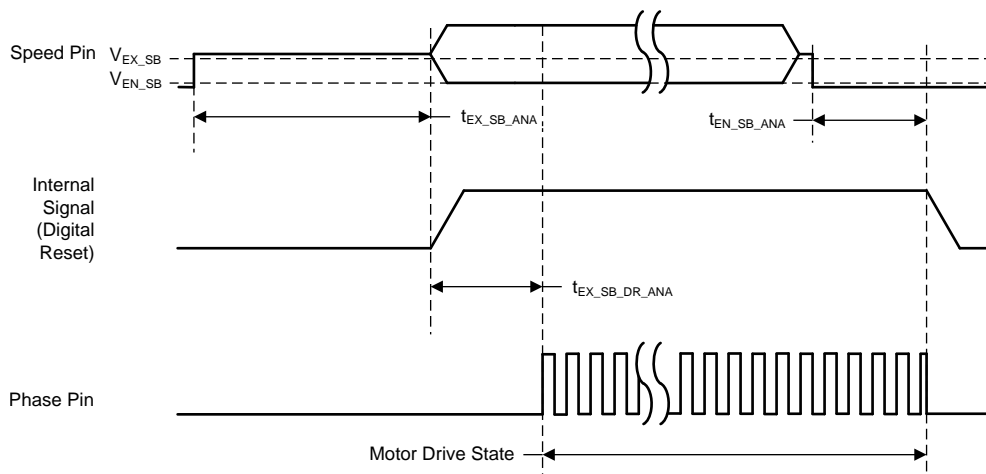 Speed Pin
V_EX_SB
V_EN_SB
t_EX_SB_ANA
t_EN_SB_ANA
Internal
Signal
(Digital
Reset)
t_EX_SB_DR_ANA
Phase Pin
Motor Drive State